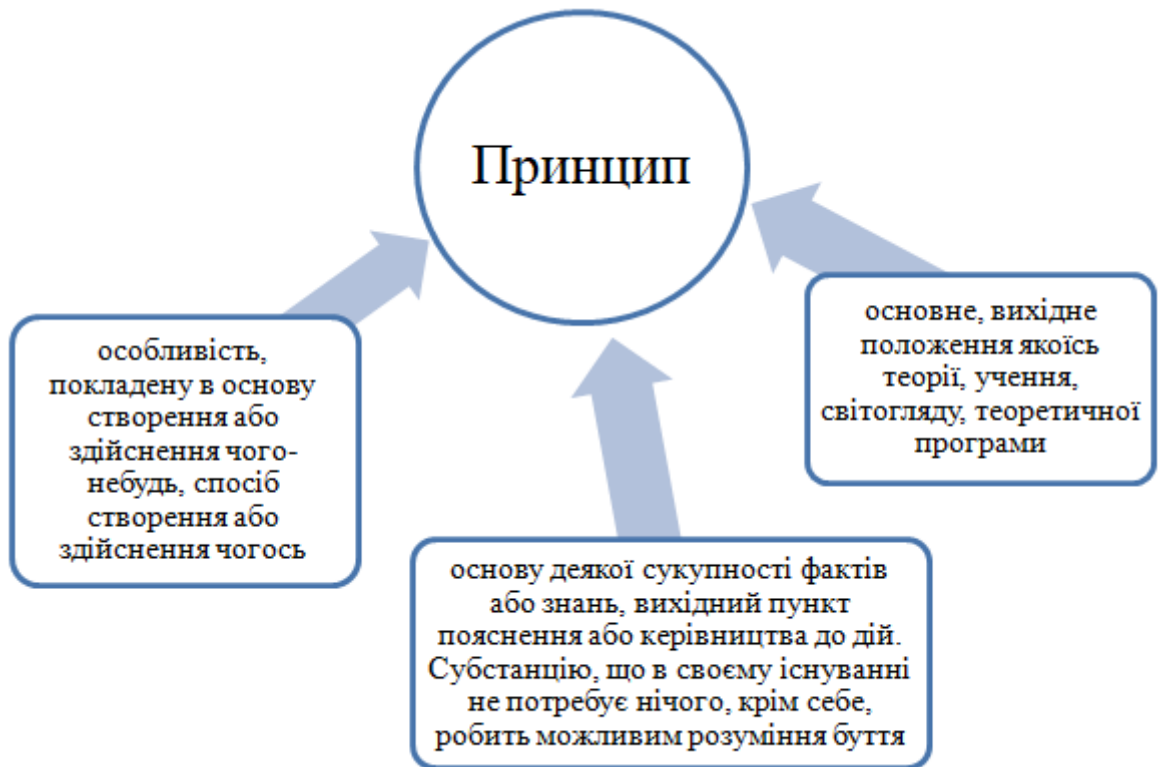 Принцип
особливість,
покладену в основу
створення або
здійснення чого-
небудь, спосіб
створення або
здійснення чогось
основу деякої сукупності фактів
або знань, вихідний пункт
пояснення або керівництва до дій.
Субстанцію, що в своєму існуванні
не потребує нічого, крім себе,
робить можливим розуміння буття
основне, вихідне
положення якоїсь
теорії, учення,
світогляду, теоретичної
програми